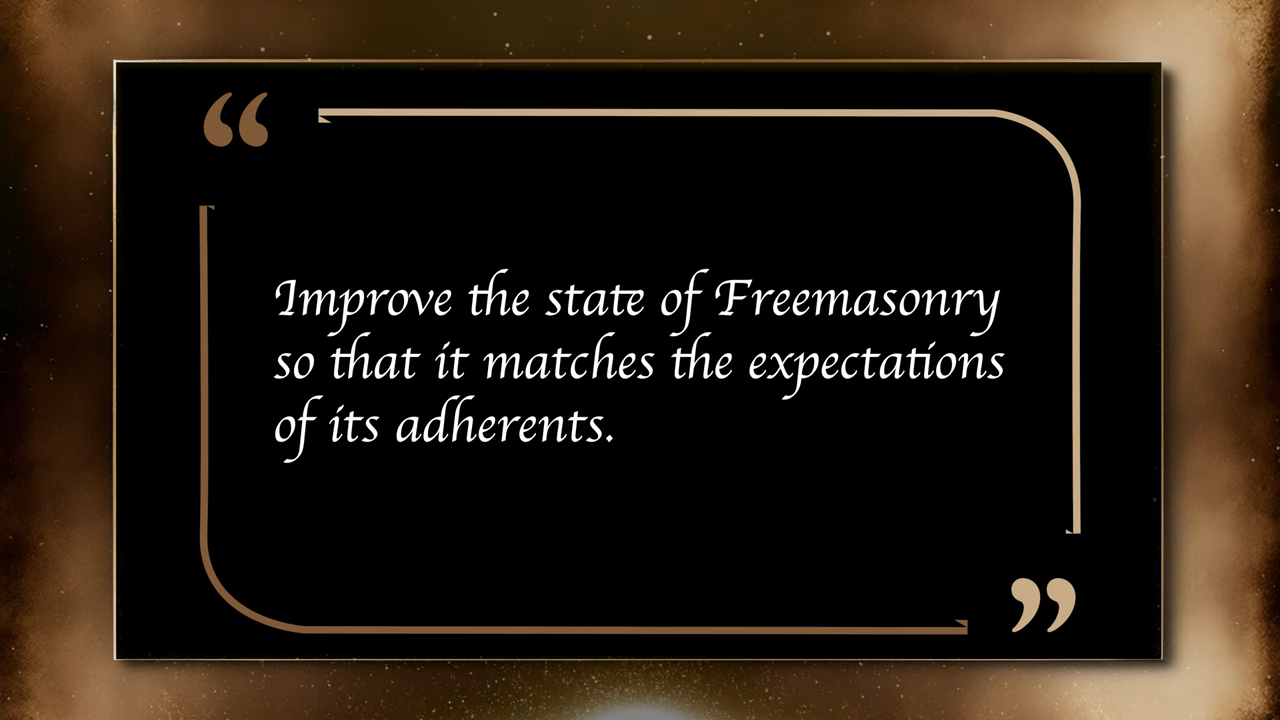 “
Improve the state of Freemasonry
so that it matches the expectations
of its adherents.
”